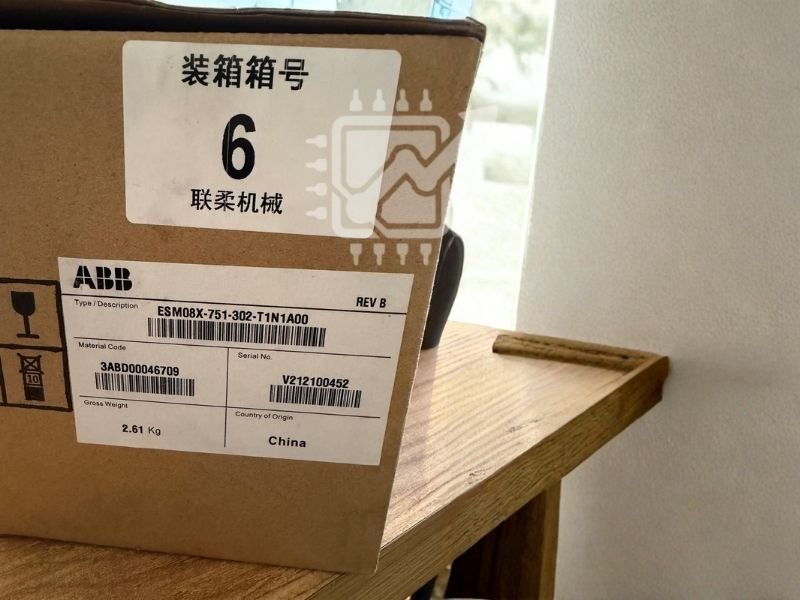 装箱箱号
6
联柔机械
ABB
REV B
Type / Description
ESM08X-751-302-T1N1A00
Material Code
3ABD00046709
Serial No.
V212100452
Gross Weight
2.61 Kg
Country of Origin
China
10